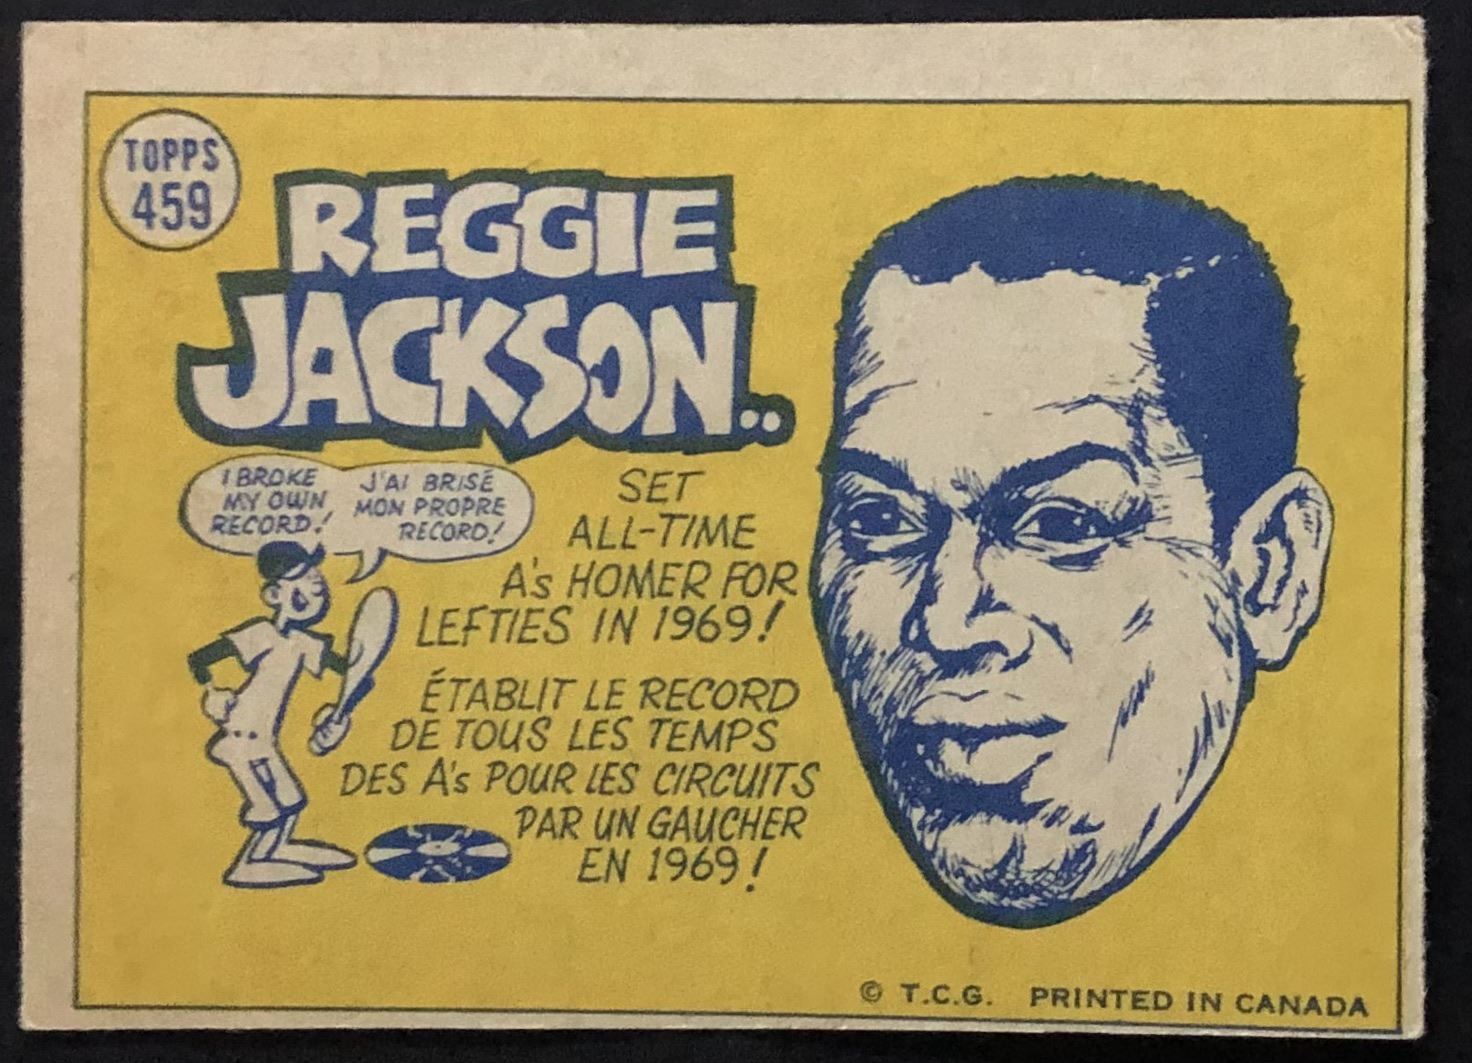 TOPPS
459
REGGIE
JACKSON..
I BROKE
MY OWN
RECORD!
J'AI BRISÉ
MON PROPRE
RECORD!
SET
ALL-TIME
A's HOMER FOR
LEFTIES IN 1969!
ÉTABLIT LE RECORD
DE TOUS LES TEMPS
DES A's POUR LES CIRCUITS
PAR UN GAUCHER
EN 1969!
© T.C.G. PRINTED IN CANADA